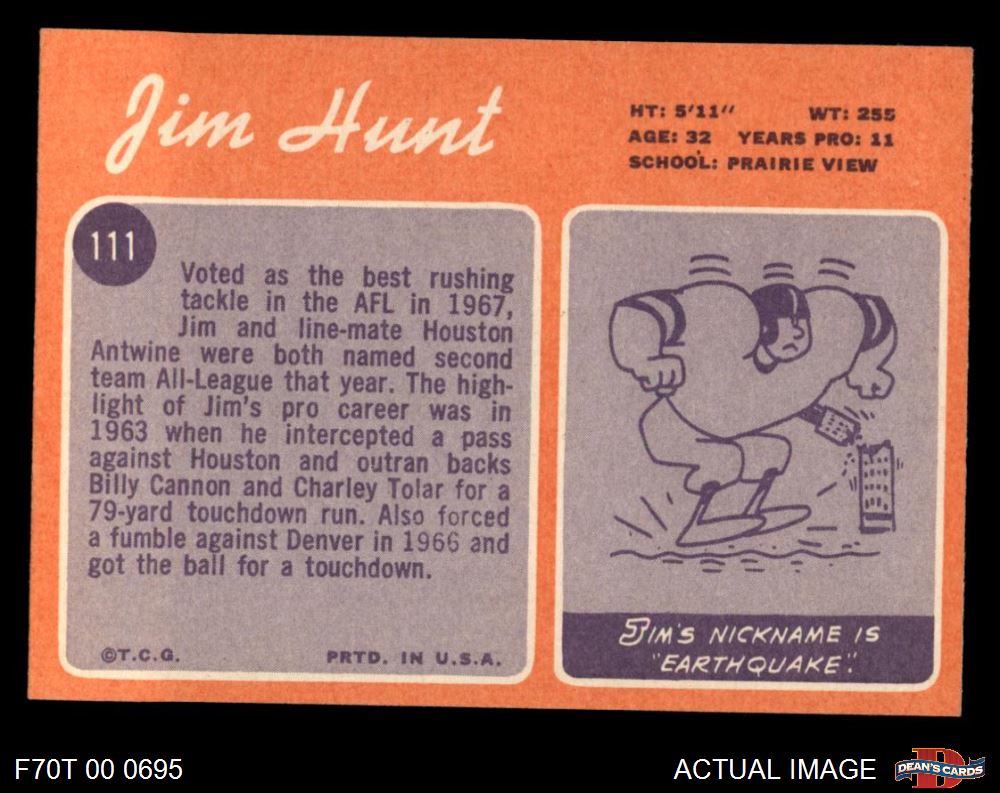 Jim Hunt
HT: 5'11" WT: 255
AGE: 32 YEARS PRO: 11
SCHOOL: PRAIRIE VIEW
111
Voted as the best rushing
tackle in the AFL in 1967,
Jim and line-mate Houston
Antwine were both named second
team All-League that year. The high-
light of Jim's pro career was in
1963 when he intercepted a pass
against Houston and outran backs
Billy Cannon and Charley Tolar for a
79-yard touchdown run. Also forced
a fumble against Denver in 1966 and
got the ball for a touchdown.
©T.C.G. PRTD. IN U.S.A.
JIM'S NICKNAME IS
"EARTHQUAKE".
F70T 00 0695
ACTUAL IMAGE
DEAN'S CARDS